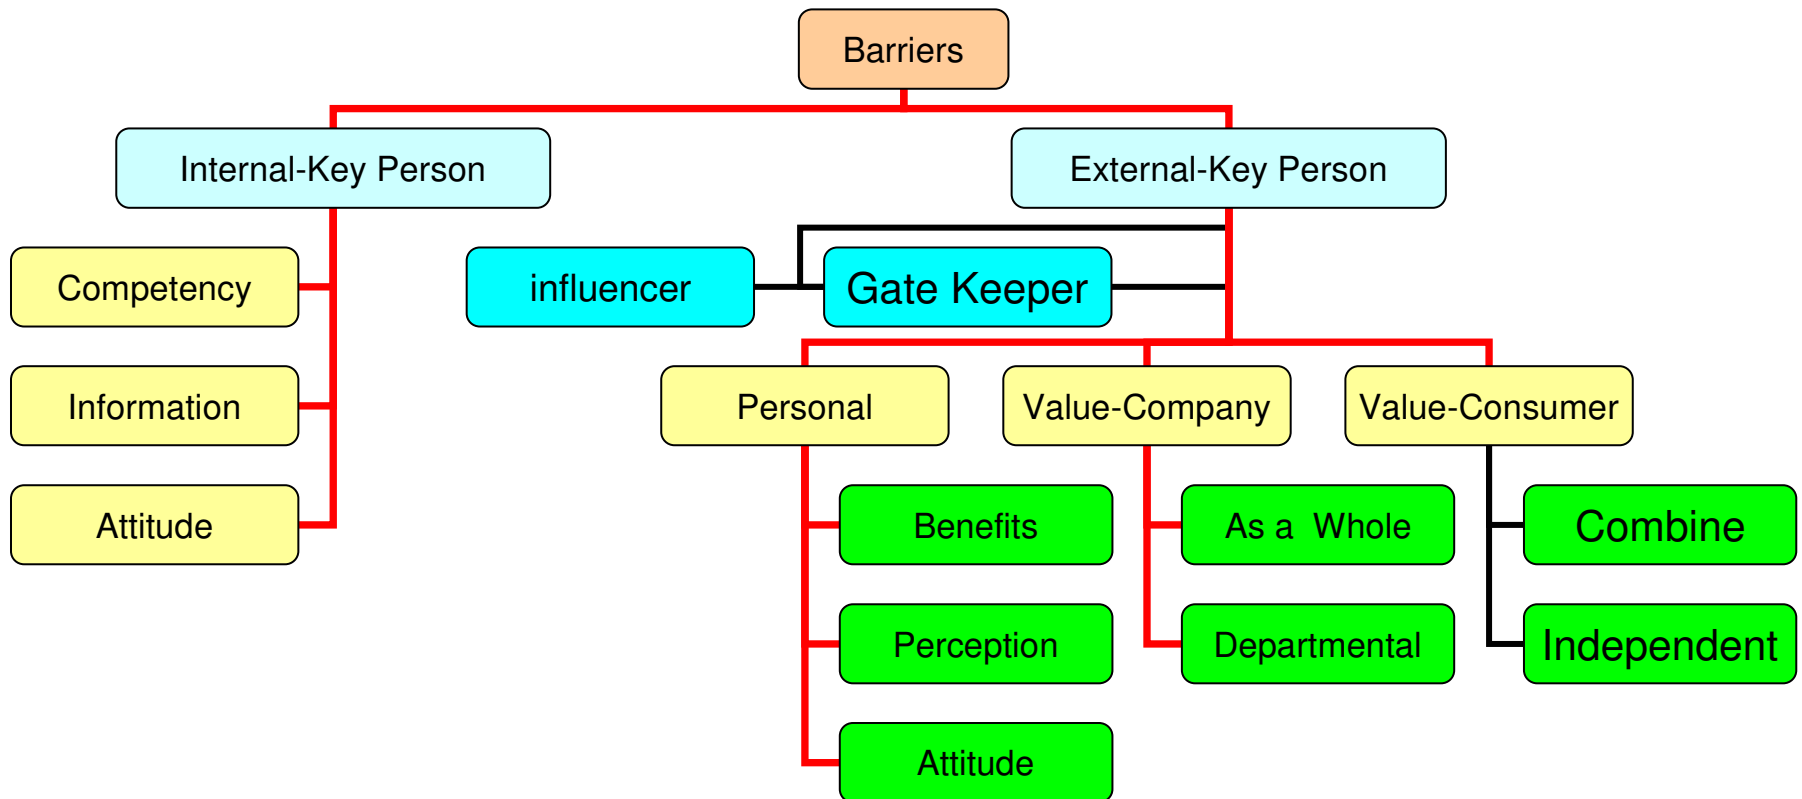 Barriers
Internal-Key Person
External-Key Person
Competency
influencer
Gate Keeper
Information
Personal
Value-Company
Value-Consumer
Attitude
Benefits
As a  Whole
Combine
Perception
Departmental
Independent
Attitude